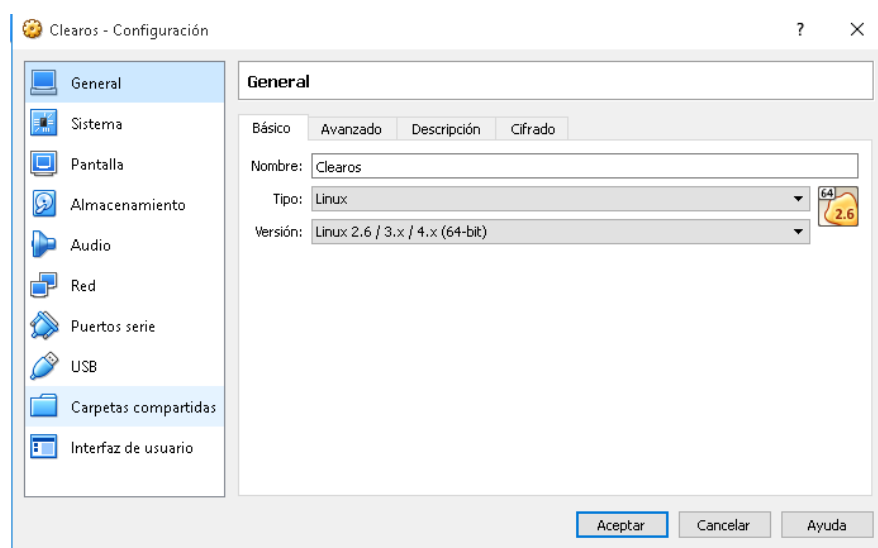 Clearos - Configuración
?
General
Sistema
Pantalla
Almacenamiento
Audio
Red
Puertos serie
USB
Carpetas compartidas
Interfaz de usuario
General
Básico Avanzado Descripción Cifrado
Nombre: Clearos
Tipo: Linux
64
2.6
Versión: Linux 2.6 / 3.x / 4.x (64-bit)
Aceptar Cancelar Ayuda